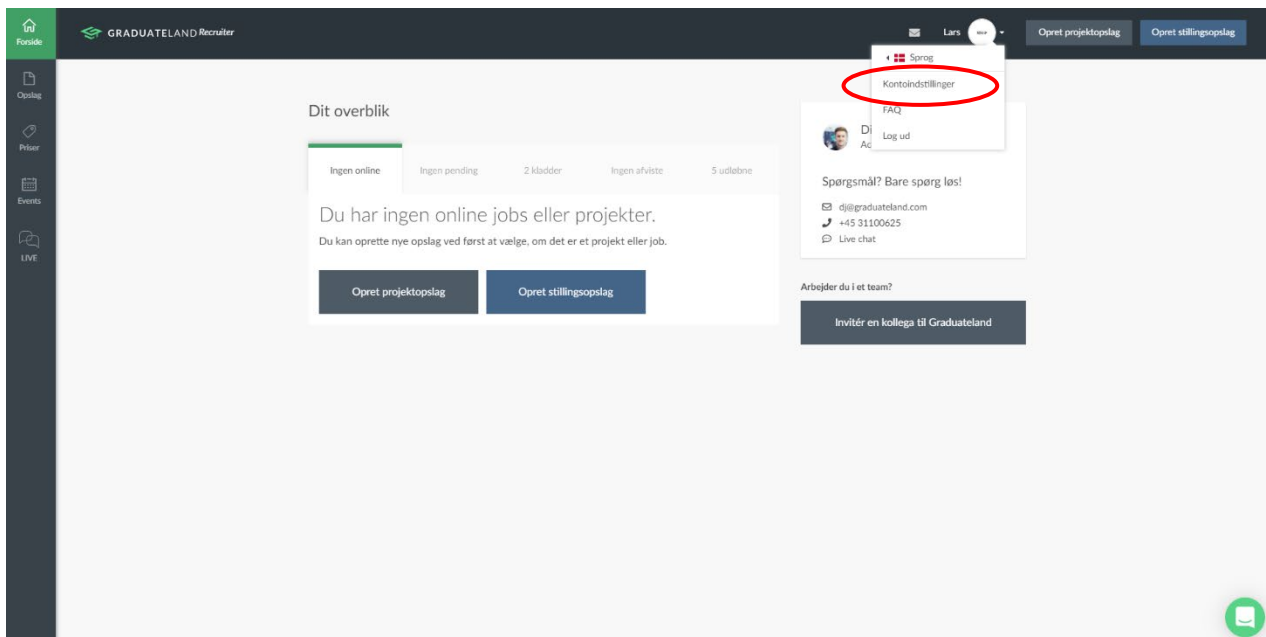 Forside
GRADUATELAND Recruiter
Lars
Opret projektopslag
Opret stillingsopslag
Sprog
Kontoindstillinger
FAQ
Log ud
Opslag
Priser
Events
LIVE
Dit overblik
Ingen online
Ingen pending
2 kladder
Ingen afviste
5 udløbne
Du har ingen online jobs eller projekter.
Du kan oprette nye opslag ved først at vælge, om det er et projekt eller job.
Opret projektopslag
Opret stillingsopslag
Spørgsmål? Bare spørg løs!
dj@graduateland.com
+45 31100625
Live chat
Arbejder du i et team?
Invitér en kollega til Graduateland